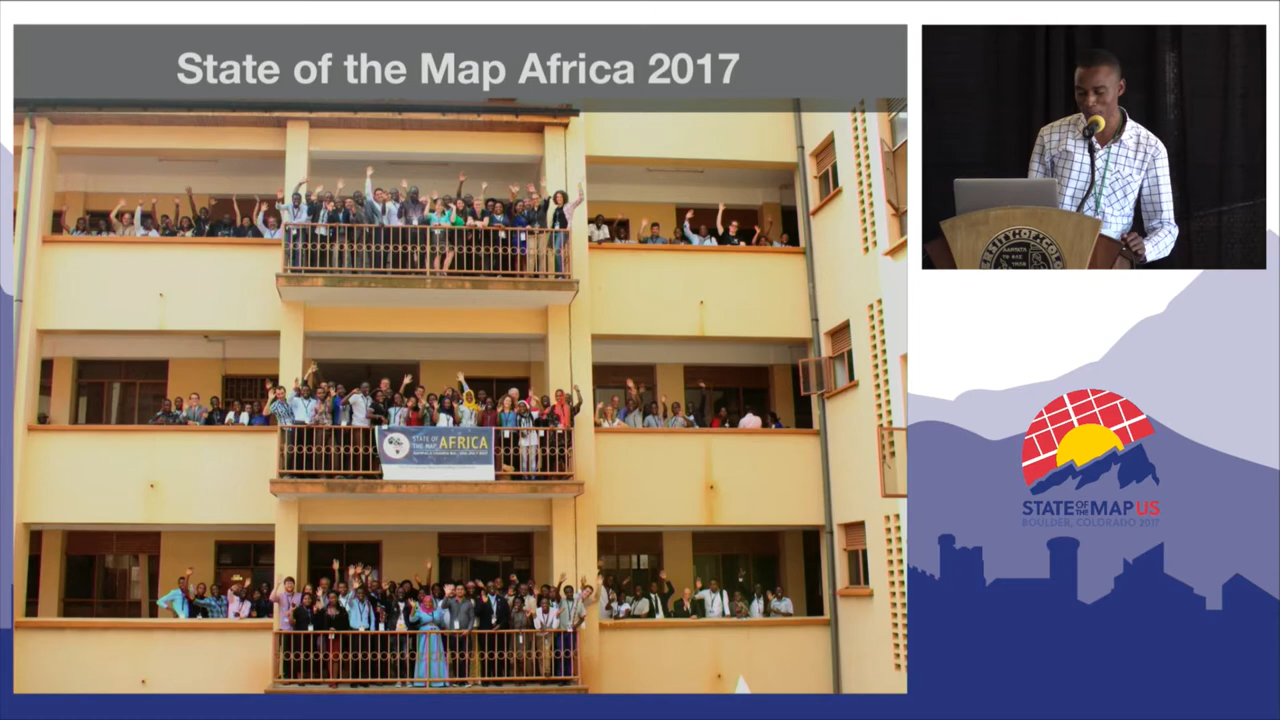 State of the Map Africa 2017
STATE OF
THE MAP AFRICA
STATE OF THE MAP US
BOULDER, COLORADO 2017